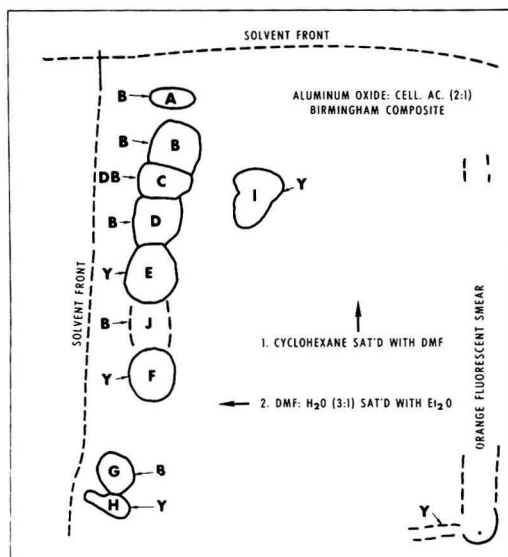 SOLVENT FRONT
ALUMINUM OXIDE: CELL. AC. (2:1)
BIRMINGHAM COMPOSITE
B
A
B
B
DB
C
I
Y
B
D
Y
E
SOLVENT FRONT
B
J
1. CYCLOHEXANE SAT'D WITH DMF
Y
F
2. DMF: H₂O (3:1) SAT'D WITH Et₂O
ORANGE FLUORESCENT SMEAR
G
B
H
Y
Y